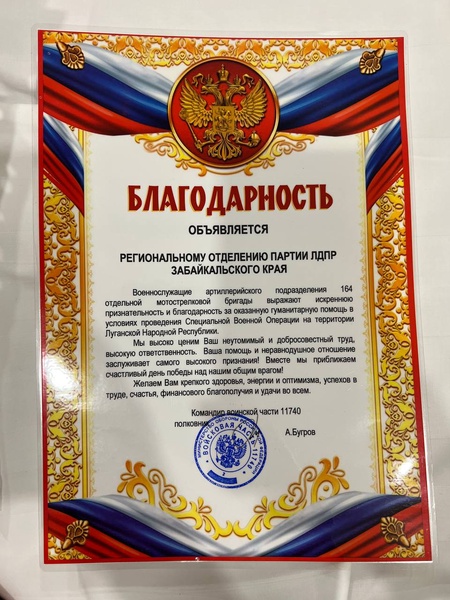 БЛАГОДАРНОСТЬ
ОБЪЯВЛЯЕТСЯ
РЕГИОНАЛЬНОМУ ОТДЕЛЕНИЮ ПАРТИИ ЛДПР
ЗАБАЙКАЛЬСКОГО КРАЯ
Военнослужащие артиллерийского подразделения 164
отдельной мотострелковой бригады выражают искреннюю
признательность и благодарность за оказанную гуманитарную помощь в
условиях проведения Специальной Военной Операции на территории
Луганской Народной Республики.
Мы высоко ценим Ваш неутомимый и добросовестный труд,
высокую ответственность. Ваша помощь и неравнодушное отношение
заслуживает самого высокого признания! Вместе мы приближаем
счастливый день победы над нашим общим врагом!
Желаем Вам крепкого здоровья, энергии и оптимизма, успехов в
труде, счастья, финансового благополучия и удачи во всем.
Командир воинской части 11740
полковник
А.Бугров
ВОЙСКОВАЯ ЧАСТЬ 11740